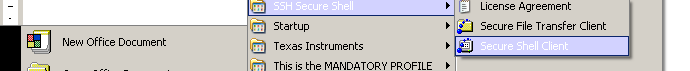 SSH Secure Shell
Startup
Texas Instruments
This is the MANDATORY PROFILE
License Agreement
Secure File Transfer Client
Secure Shell Client
New Office Document